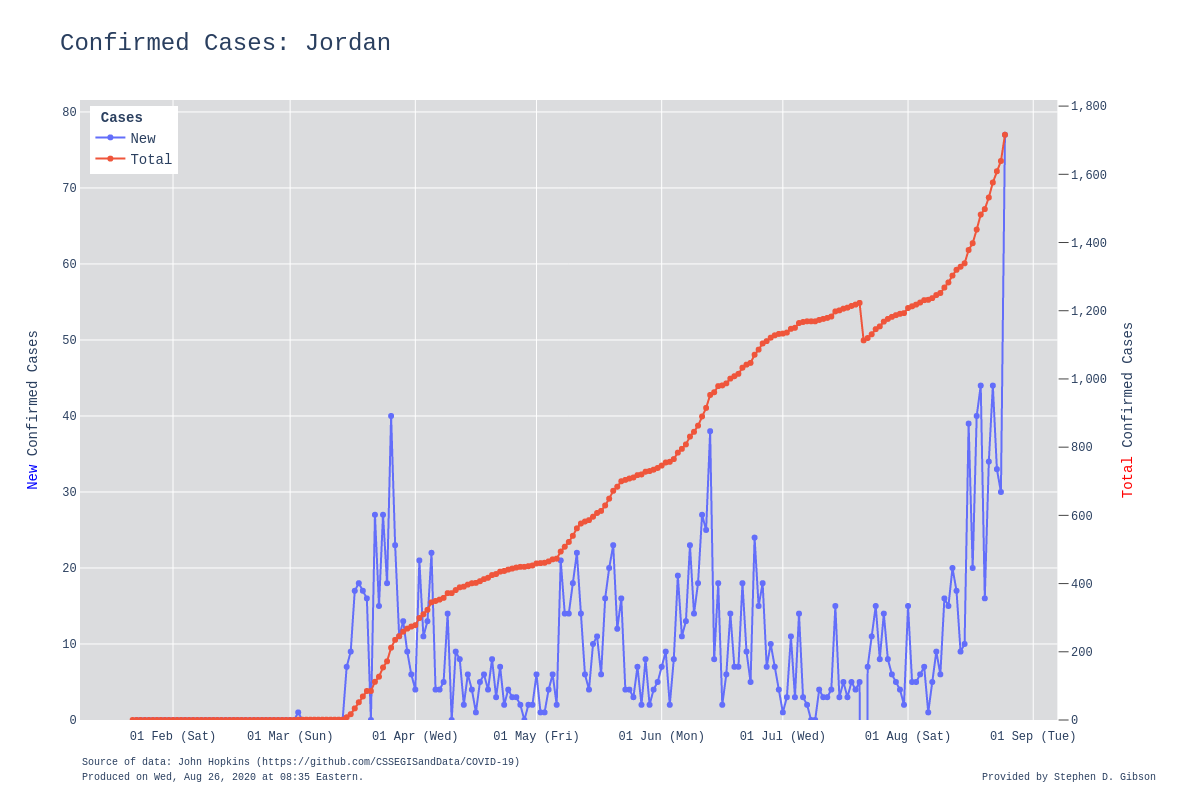 Confirmed Cases: Jordan
Cases
New
Total
80
70
60
50
40
30
20
10
0
New Confirmed Cases
1,800
1,600
1,400
1,200
1,000
800
600
400
200
0
Total Confirmed Cases
01 Feb (Sat) 01 Mar (Sun) 01 Apr (Wed) 01 May (Fri) 01 Jun (Mon) 01 Jul (Wed) 01 Aug (Sat) 01 Sep (Tue)
Source of data: John Hopkins (https://github.com/CSSEGISandData/COVID-19)
Produced on Wed, Aug 26, 2020 at 08:35 Eastern.
Provided by Stephen D. Gibson